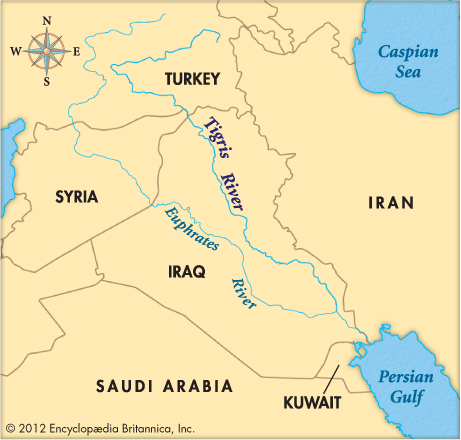 N
W E
S
Caspian
Sea
TURKEY
Tigris
River
SYRIA
IRAN
Euphrates
River
IRAQ
SAUDI ARABIA
KUWAIT
Persian
Gulf
© 2012 Encyclopædia Britannica, Inc.